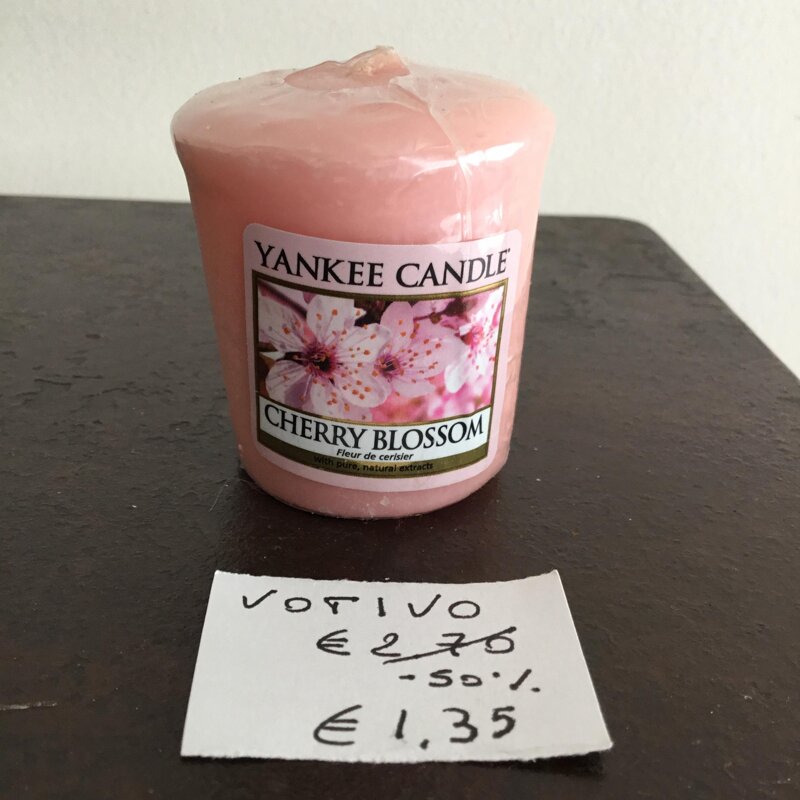 YANKEE CANDLE
CHERRY BLOSSOM
Fleur de cerisier
with pure, natural extracts
VOTIVO
€ 2,70
-50%
€ 1,35